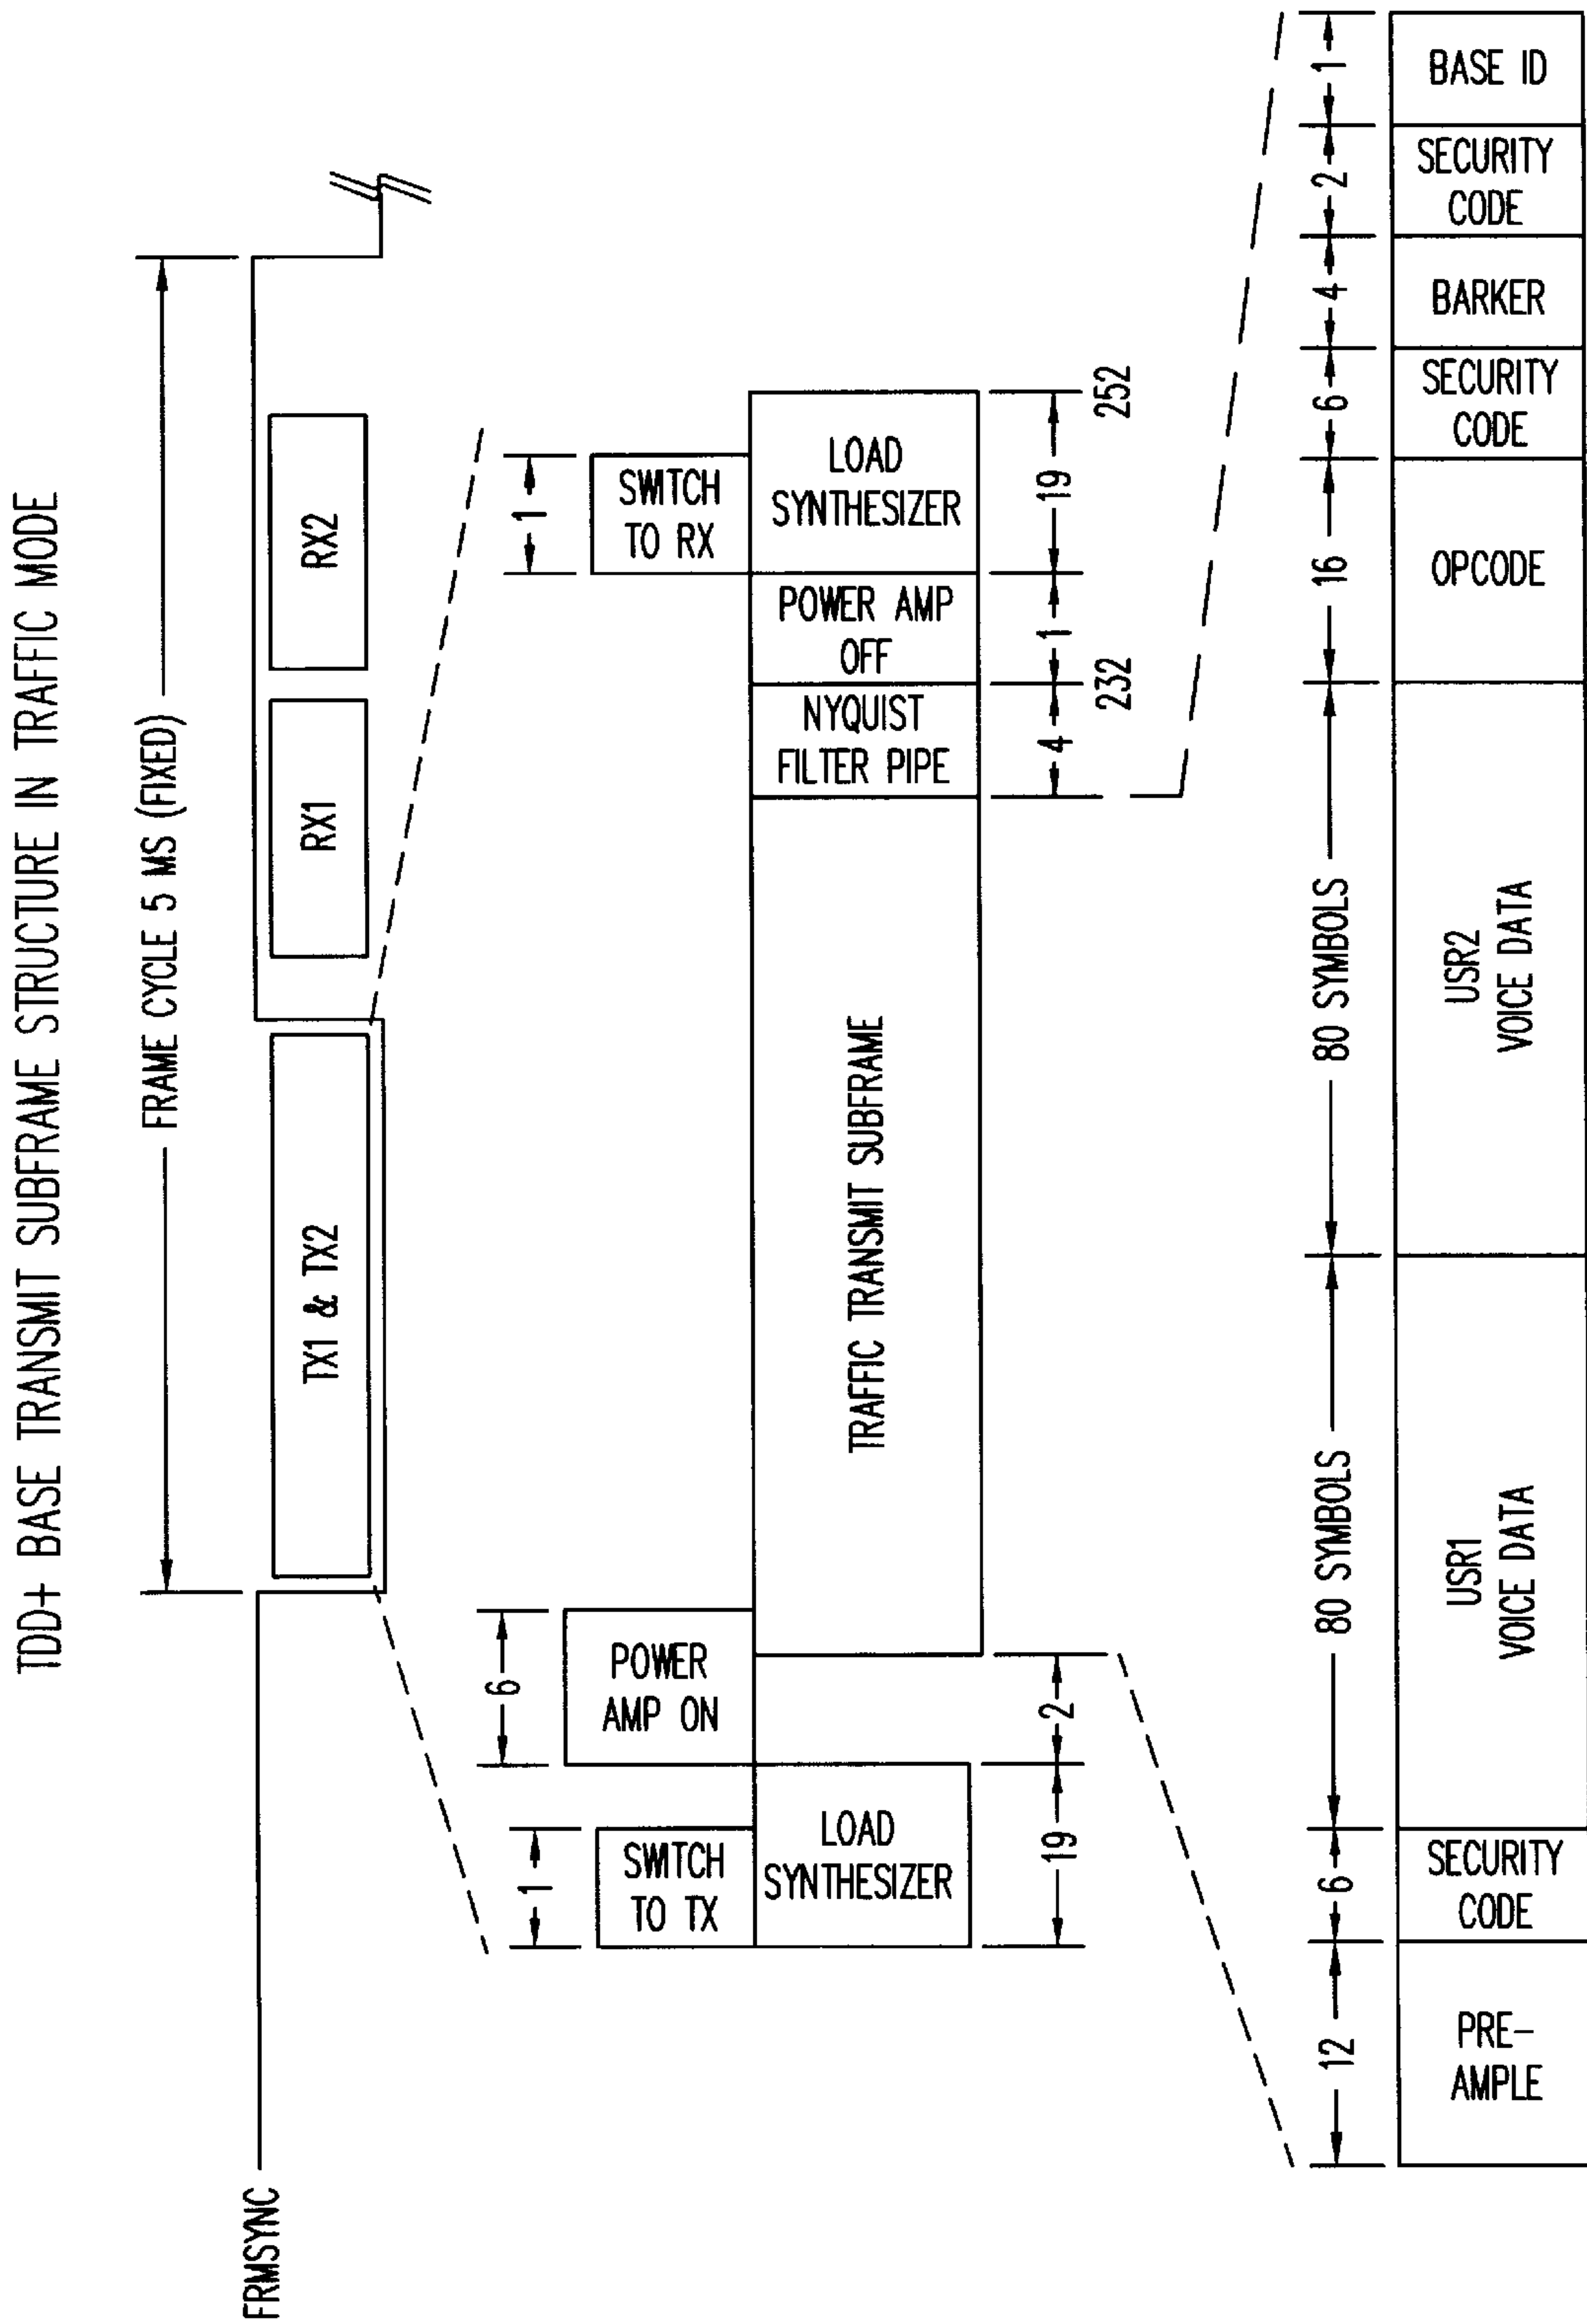 TDD+ BASE TRANSMIT SUBFRAME STRUCTURE IN TRAFFIC MODE
FRAME CYCLE 5 MS (FIXED)
FRMSYNC
TX1 & TX2
RX1
RX2
1
6
1
SWITCH
TO TX
POWER
AMP ON
SWITCH
TO RX
LOAD
SYNTHESIZER
TRAFFIC TRANSMIT SUBFRAME
NYQUIST
FILTER PIPE
POWER AMP
OFF
LOAD
SYNTHESIZER
19
2
4
1
19
232
252
12
6
80 SYMBOLS
80 SYMBOLS
16
6
4
2
1
PRE-
AMPLE
SECURITY
CODE
USR1
VOICE DATA
USR2
VOICE DATA
OPCODE
SECURITY
CODE
BARKER
SECURITY
CODE
BASE ID